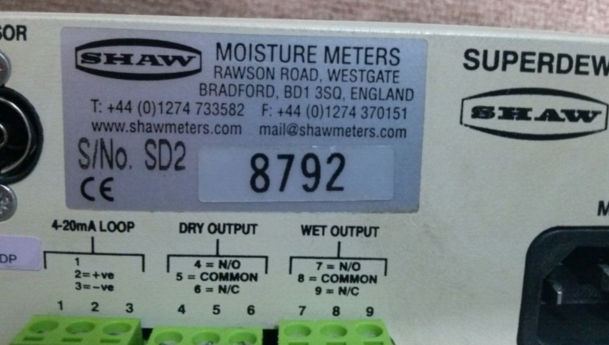 SOR
SHAW
MOISTURE METERS
RAWSON ROAD, WESTGATE
BRADFORD, BD1 3SQ, ENGLAND
T: +44 (0)1274 733582 F: +44 (0)1274 370151
www.shawmeters.com mail@shawmeters.com
S/No. SD2 8792
CE
SUPERDEW
SHAW
M
DP
4-20mA LOOP
1
2=+ve
3=-ve
1 2 3
DRY OUTPUT
4 = N/O
5 = COMMON
6 = N/C
4 5 6
WET OUTPUT
7 = N/O
8 = COMMON
9 = N/C
7 8 9